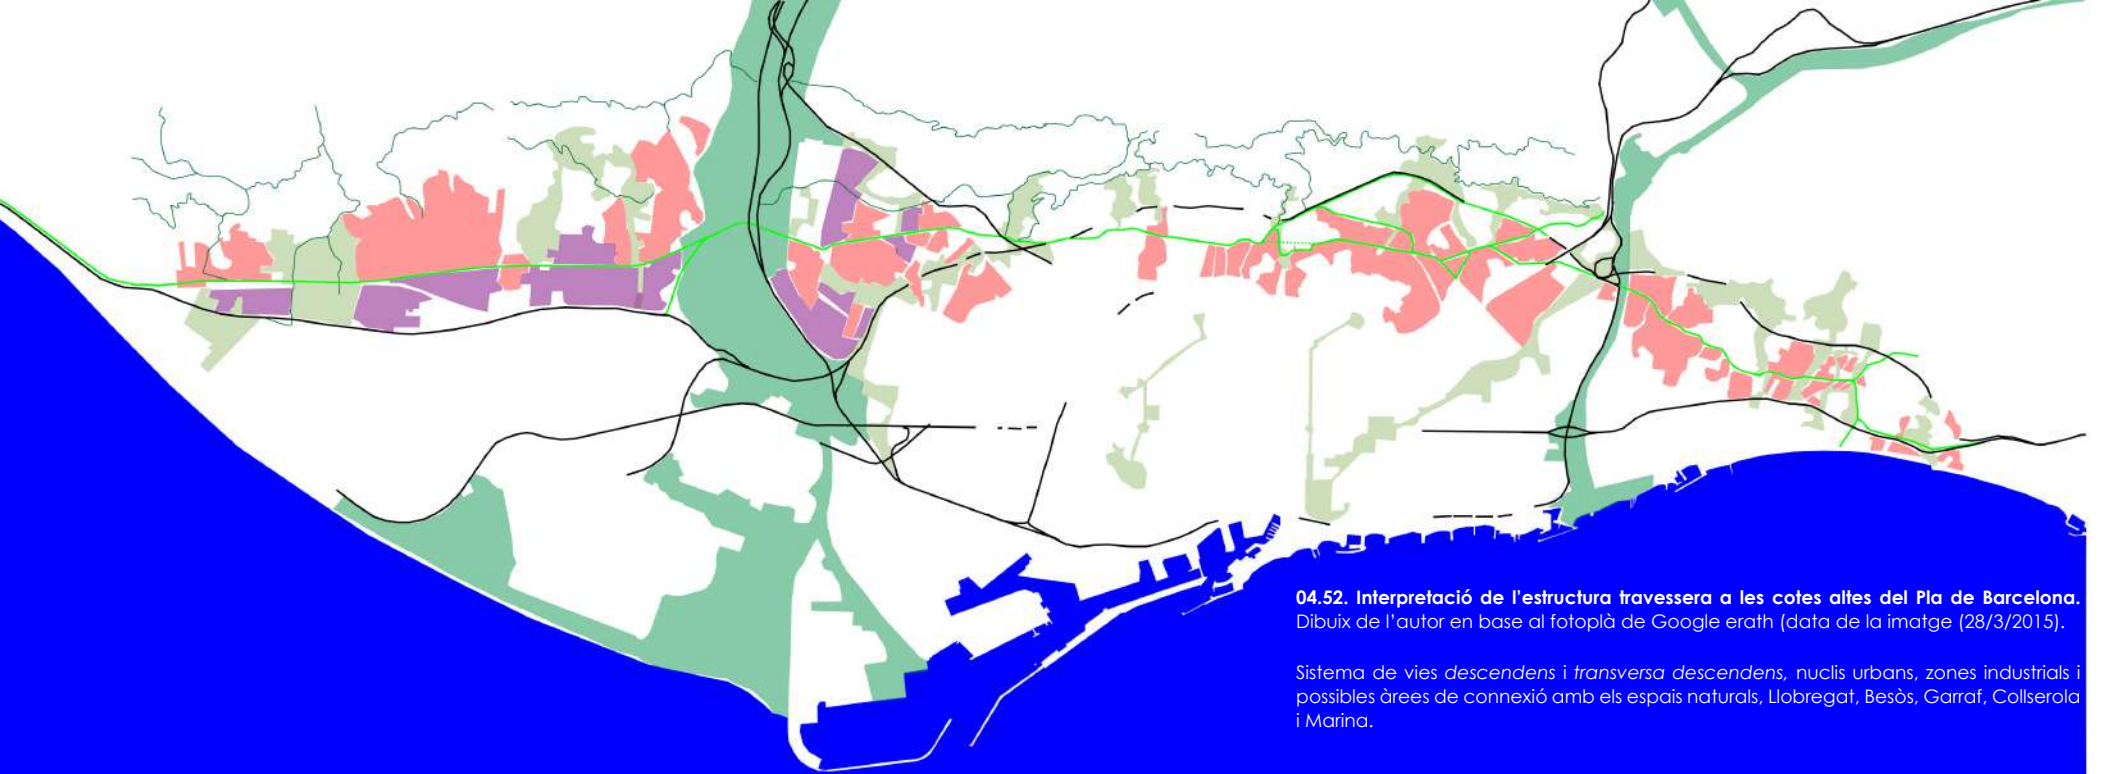 04.52. Interpretació de l'estructura travessera a les cotes altes del Pla de Barcelona.
Dibuix de l'autor en base al fotoplà de Google erath (data de la imatge (28/3/2015).
Sistema de vies descendens i transversa descendens, nuclis urbans, zones industrials i
possibles àrees de connexió amb els espais naturals, Llobregat, Besòs, Garraf, Collserola
i Marina.